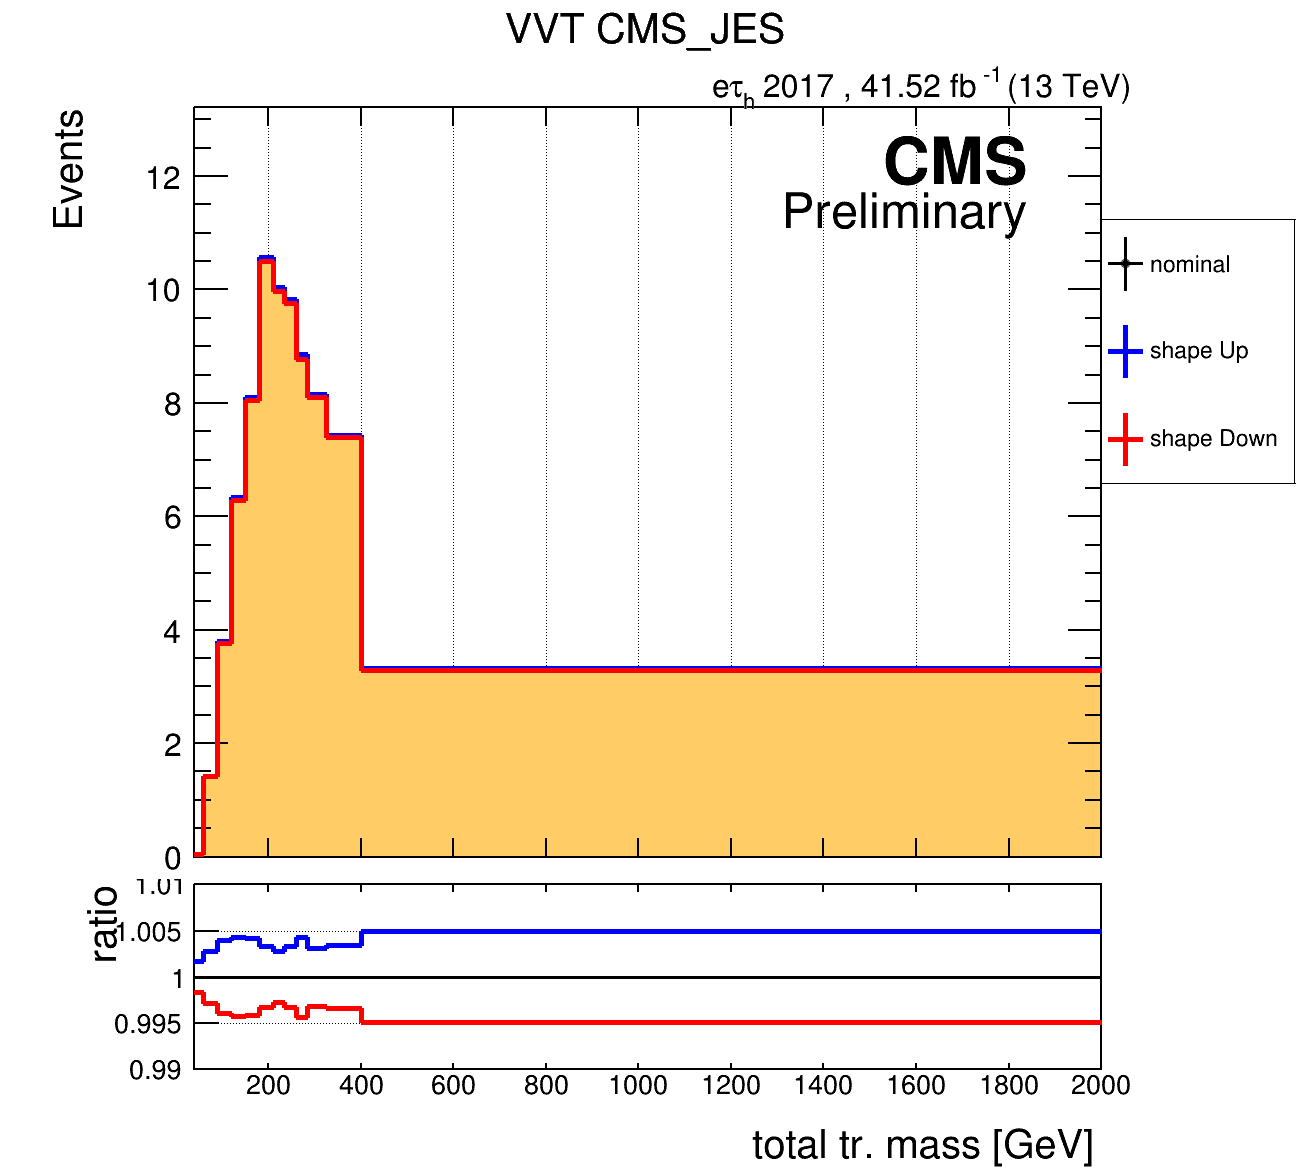 VVT CMS_JES
eτh 2017 , 41.52 fb -1 (13 TeV)
Events
CMS
Preliminary
12
10
8
6
4
2
0
nominal
shape Up
shape Down
ratio
1.01
1.005
1
0.995
0.99
200 400 600 800 1000 1200 1400 1600 1800 2000
total tr. mass [GeV]